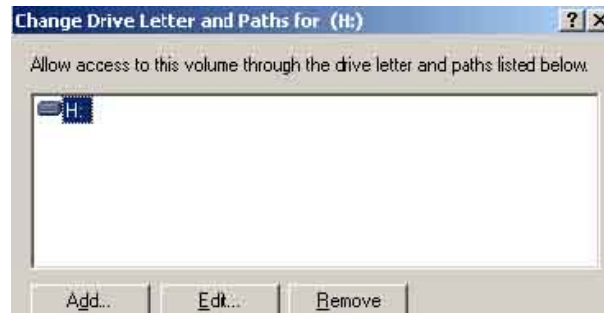 Change Drive Letter and Paths for (H:)
Allow access to this volume through the drive letter and paths listed below.
H:
Add... Edit... Remove